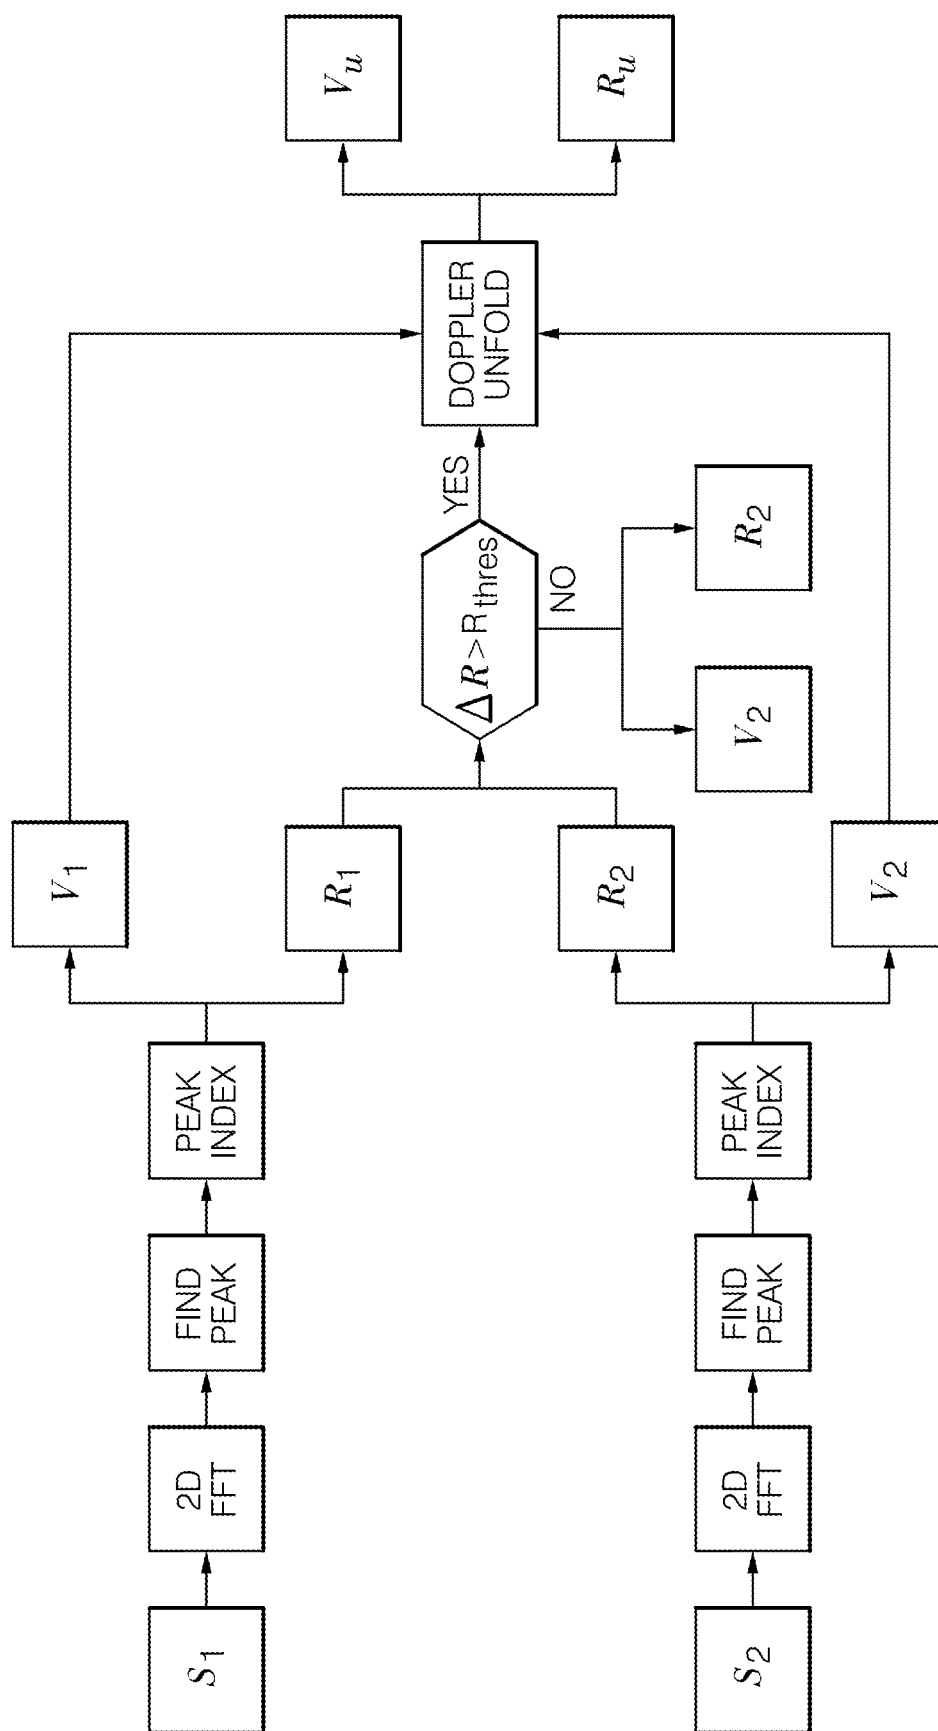 S1
2D
FFT
FIND
PEAK
PEAK
INDEX
V1
R1
S2
2D
FFT
FIND
PEAK
PEAK
INDEX
R2
V2
ΔR>Rthres
YES
NO
V2
R2
DOPPLER
UNFOLD
Vu
Ru